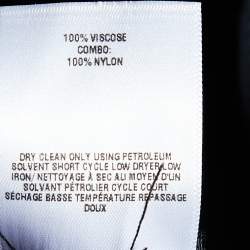 100% VISCOSE
COMBO:
100% NYLON
DRY CLEAN ONLY USING PETROLEUM
SOLVENT SHORT CYCLE LOW DRYER LOW
IRON/ NETTOYAGE À SEC AU MOYEN D'UN
SOLVANT PÉTROLIER CYCLE COURT
SÉCHAGE BASSE TEMPÉRATURE REPASSAGE
DOUX